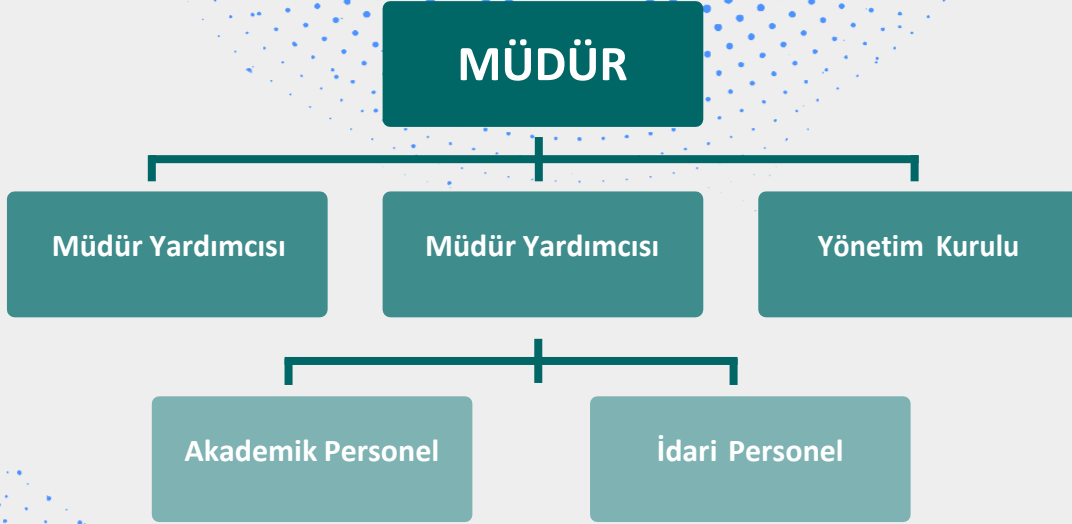 MÜDÜR
Müdür Yardımcısı
Müdür Yardımcısı
Yönetim Kurulu
Akademik Personel
İdari Personel